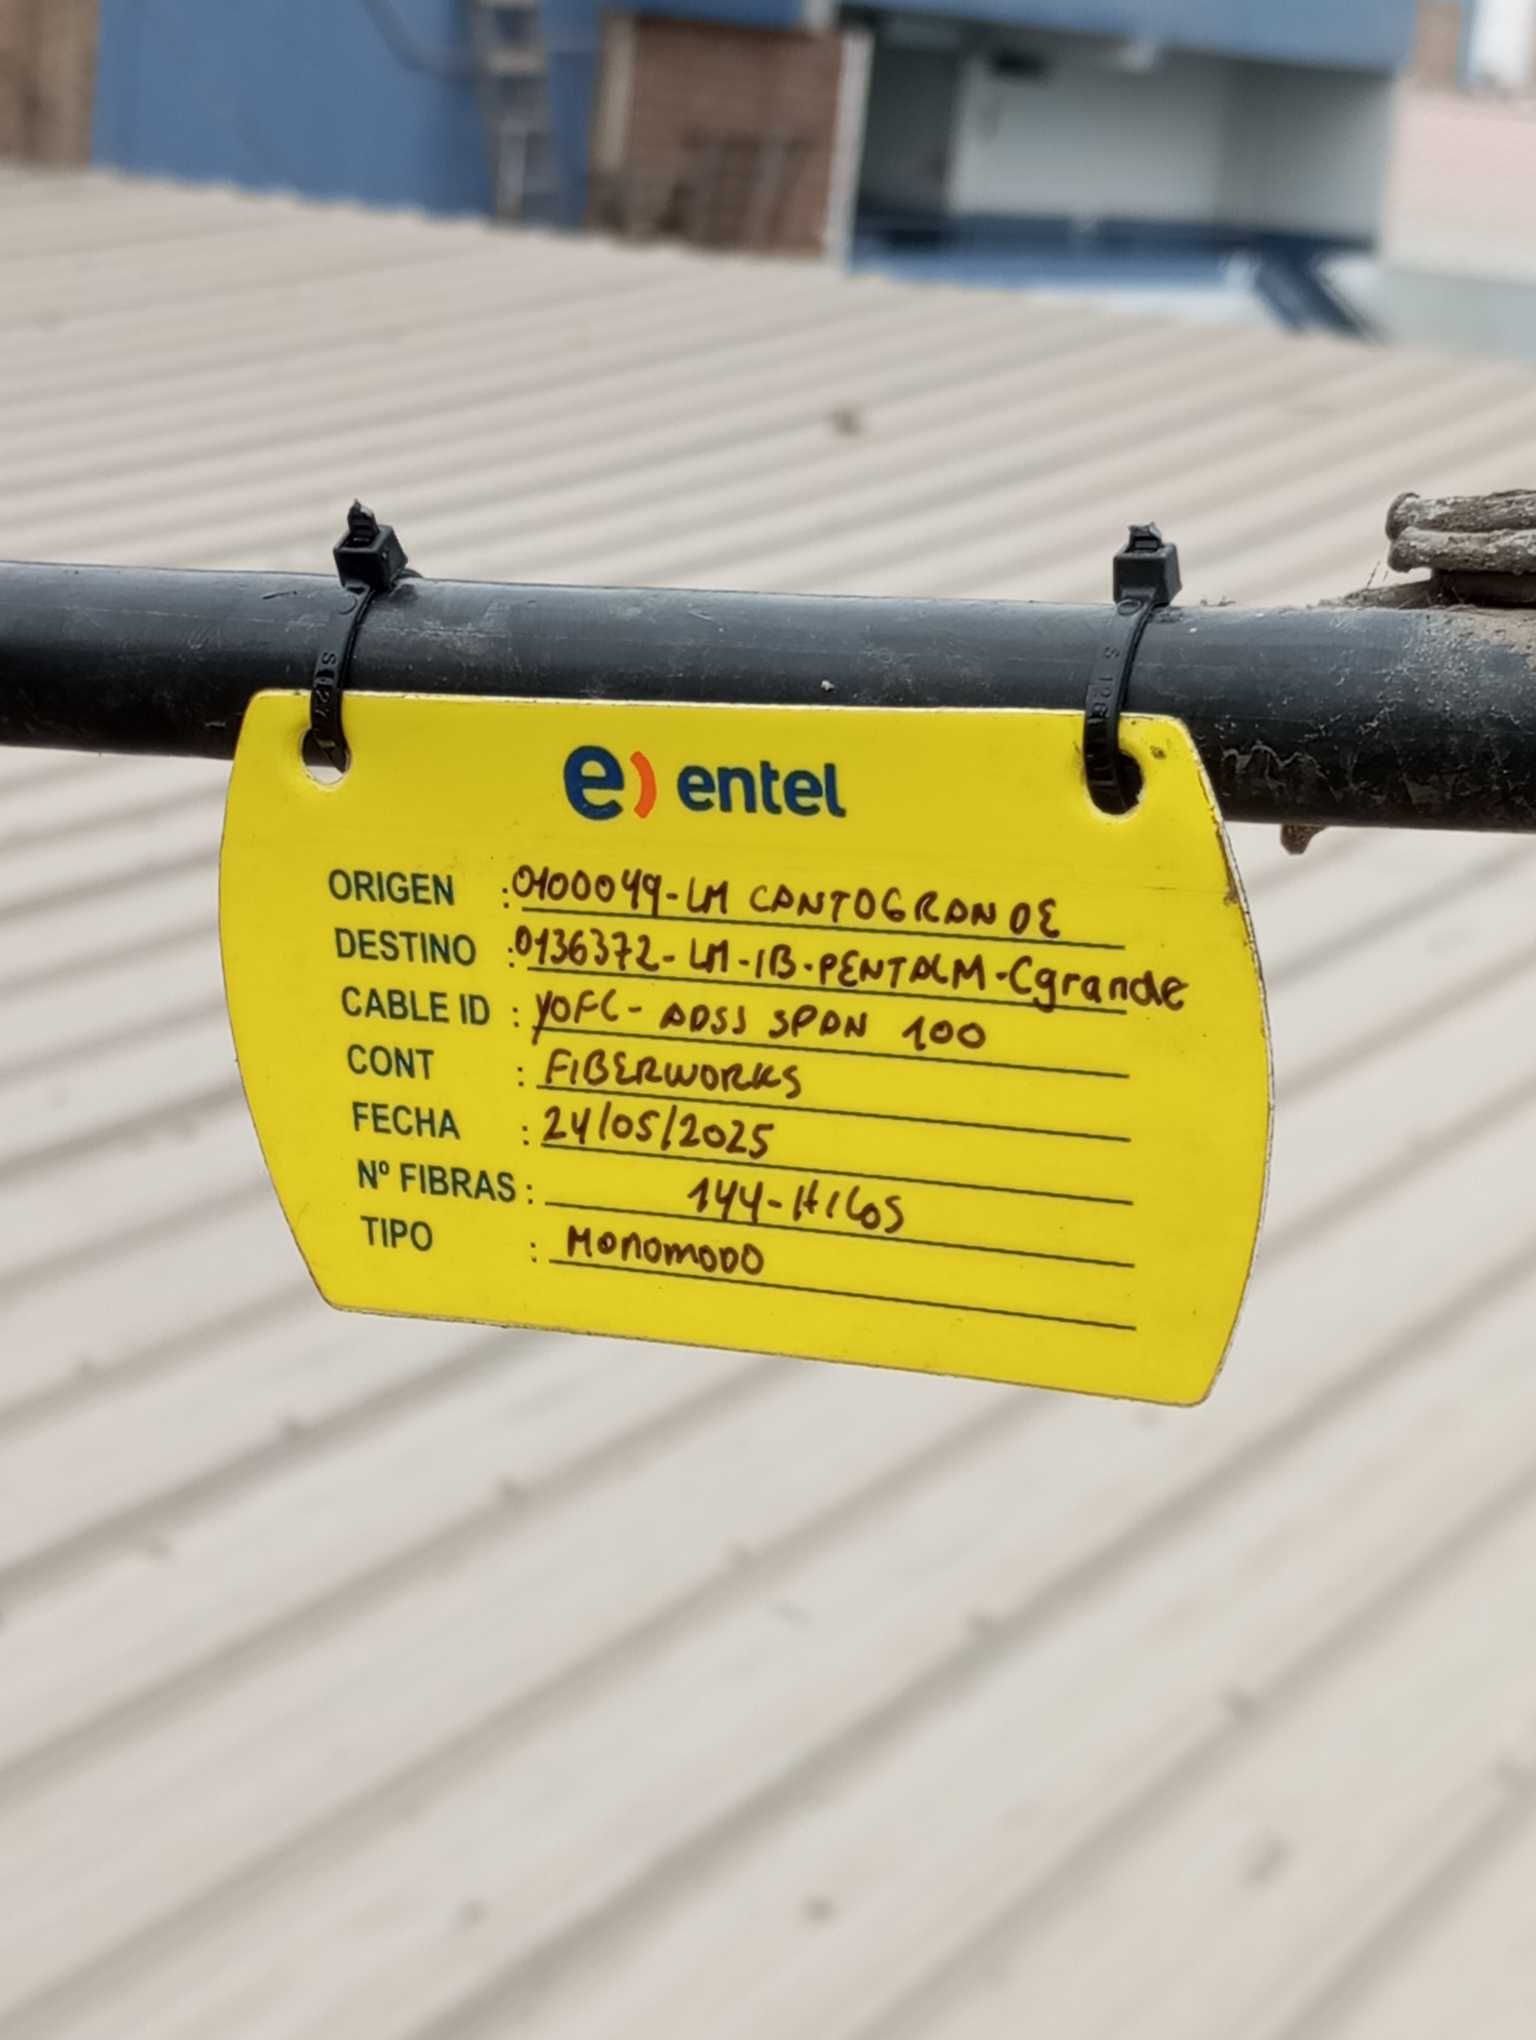 e) entel
ORIGEN : 0100049-LM CANTOGRANDE
DESTINO : 0136372-LM-IB-PENTALM-Cgrande
CABLE ID : YOFC- ADSS SPAN 100
CONT : FIBERWORKS
FECHA : 24/05/2025
Nº FIBRAS : 144-HILOS
TIPO : MONOMODO